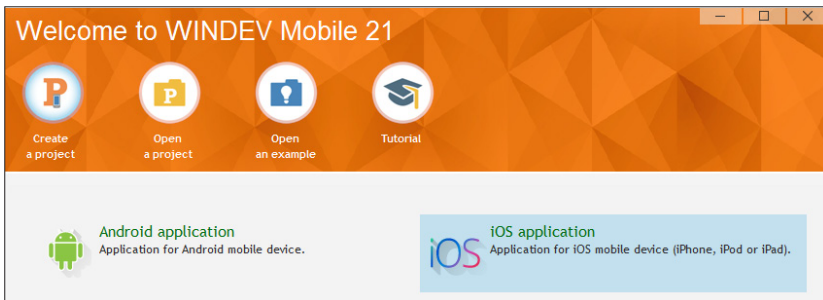 Welcome to WINDEV Mobile 21
P
P
Create
a project
Open
a project
Open
an example
Tutorial
Android application
Application for Android mobile device.
iOS
iOS application
Application for iOS mobile device (iPhone, iPod or iPad).